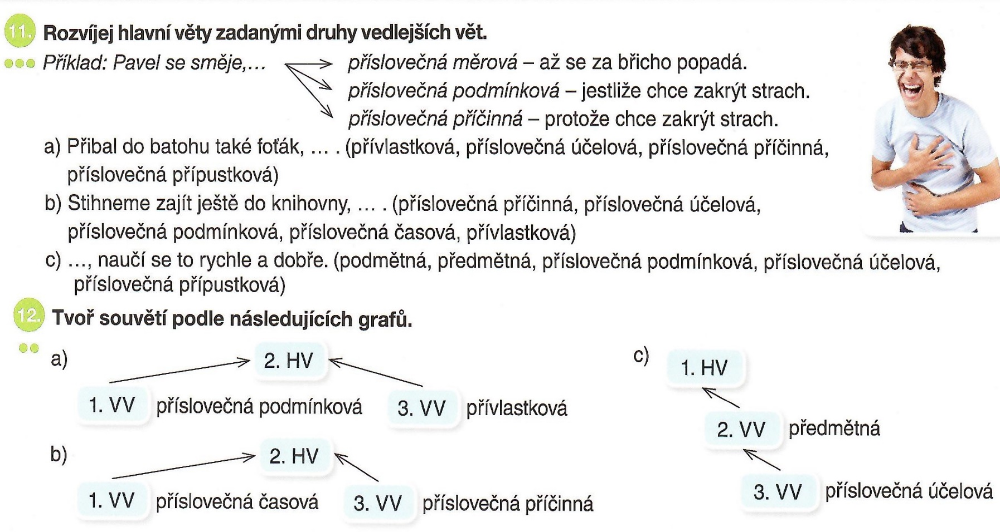 11. Rozvíjej hlavní věty zadanými druhy vedlejších vět.
Příklad: Pavel se směje,... příslovečná měrová – až se za břicho popadá.
příslovečná podmínková – jestliže chce zakrýt strach.
příslovečná příčinná – protože chce zakrýt strach.
a) Přibal do batohu také foťák, ... . (přívlastková, příslovečná účelová, příslovečná příčinná,
příslovečná přípustková)
b) Stihneme zajít ještě do knihovny, ... . (příslovečná příčinná, příslovečná účelová,
příslovečná podmínková, příslovečná časová, přívlastková)
c) ..., naučí se to rychle a dobře. (podmětná, předmětná, příslovečná podmínková, příslovečná účelová,
příslovečná přípustková)
12. Tvoř souvětí podle následujících grafů.
a) 2. HV
1. VV příslovečná podmínková 3. VV přívlastková
b) 2. HV
1. VV příslovečná časová 3. VV příslovečná příčinná
c) 1. HV
2. VV předmětná
3. VV příslovečná účelová